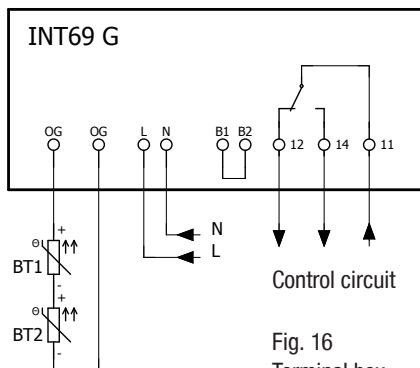 INT69 G
OG OG L N B1 B2 12 14 11
+
Θ
BT1
-
+
Θ
BT2
-
N
L
Control circuit
Fig. 16
Terminal box